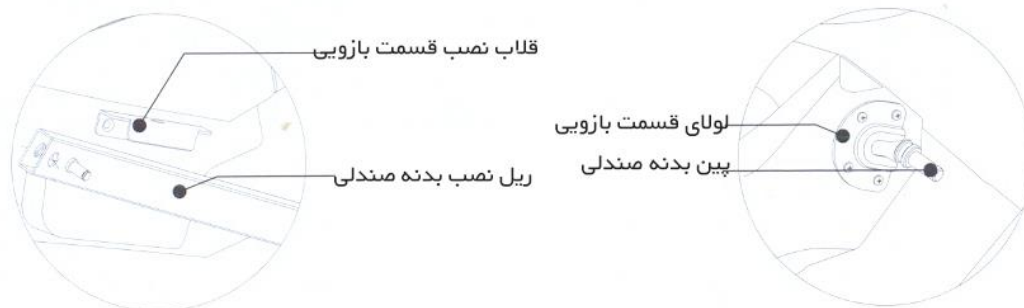 قلاب نصب قسمت بازویی
ریل نصب بدنه صندلی
لولای قسمت بازویی
پین بدنه صندلی